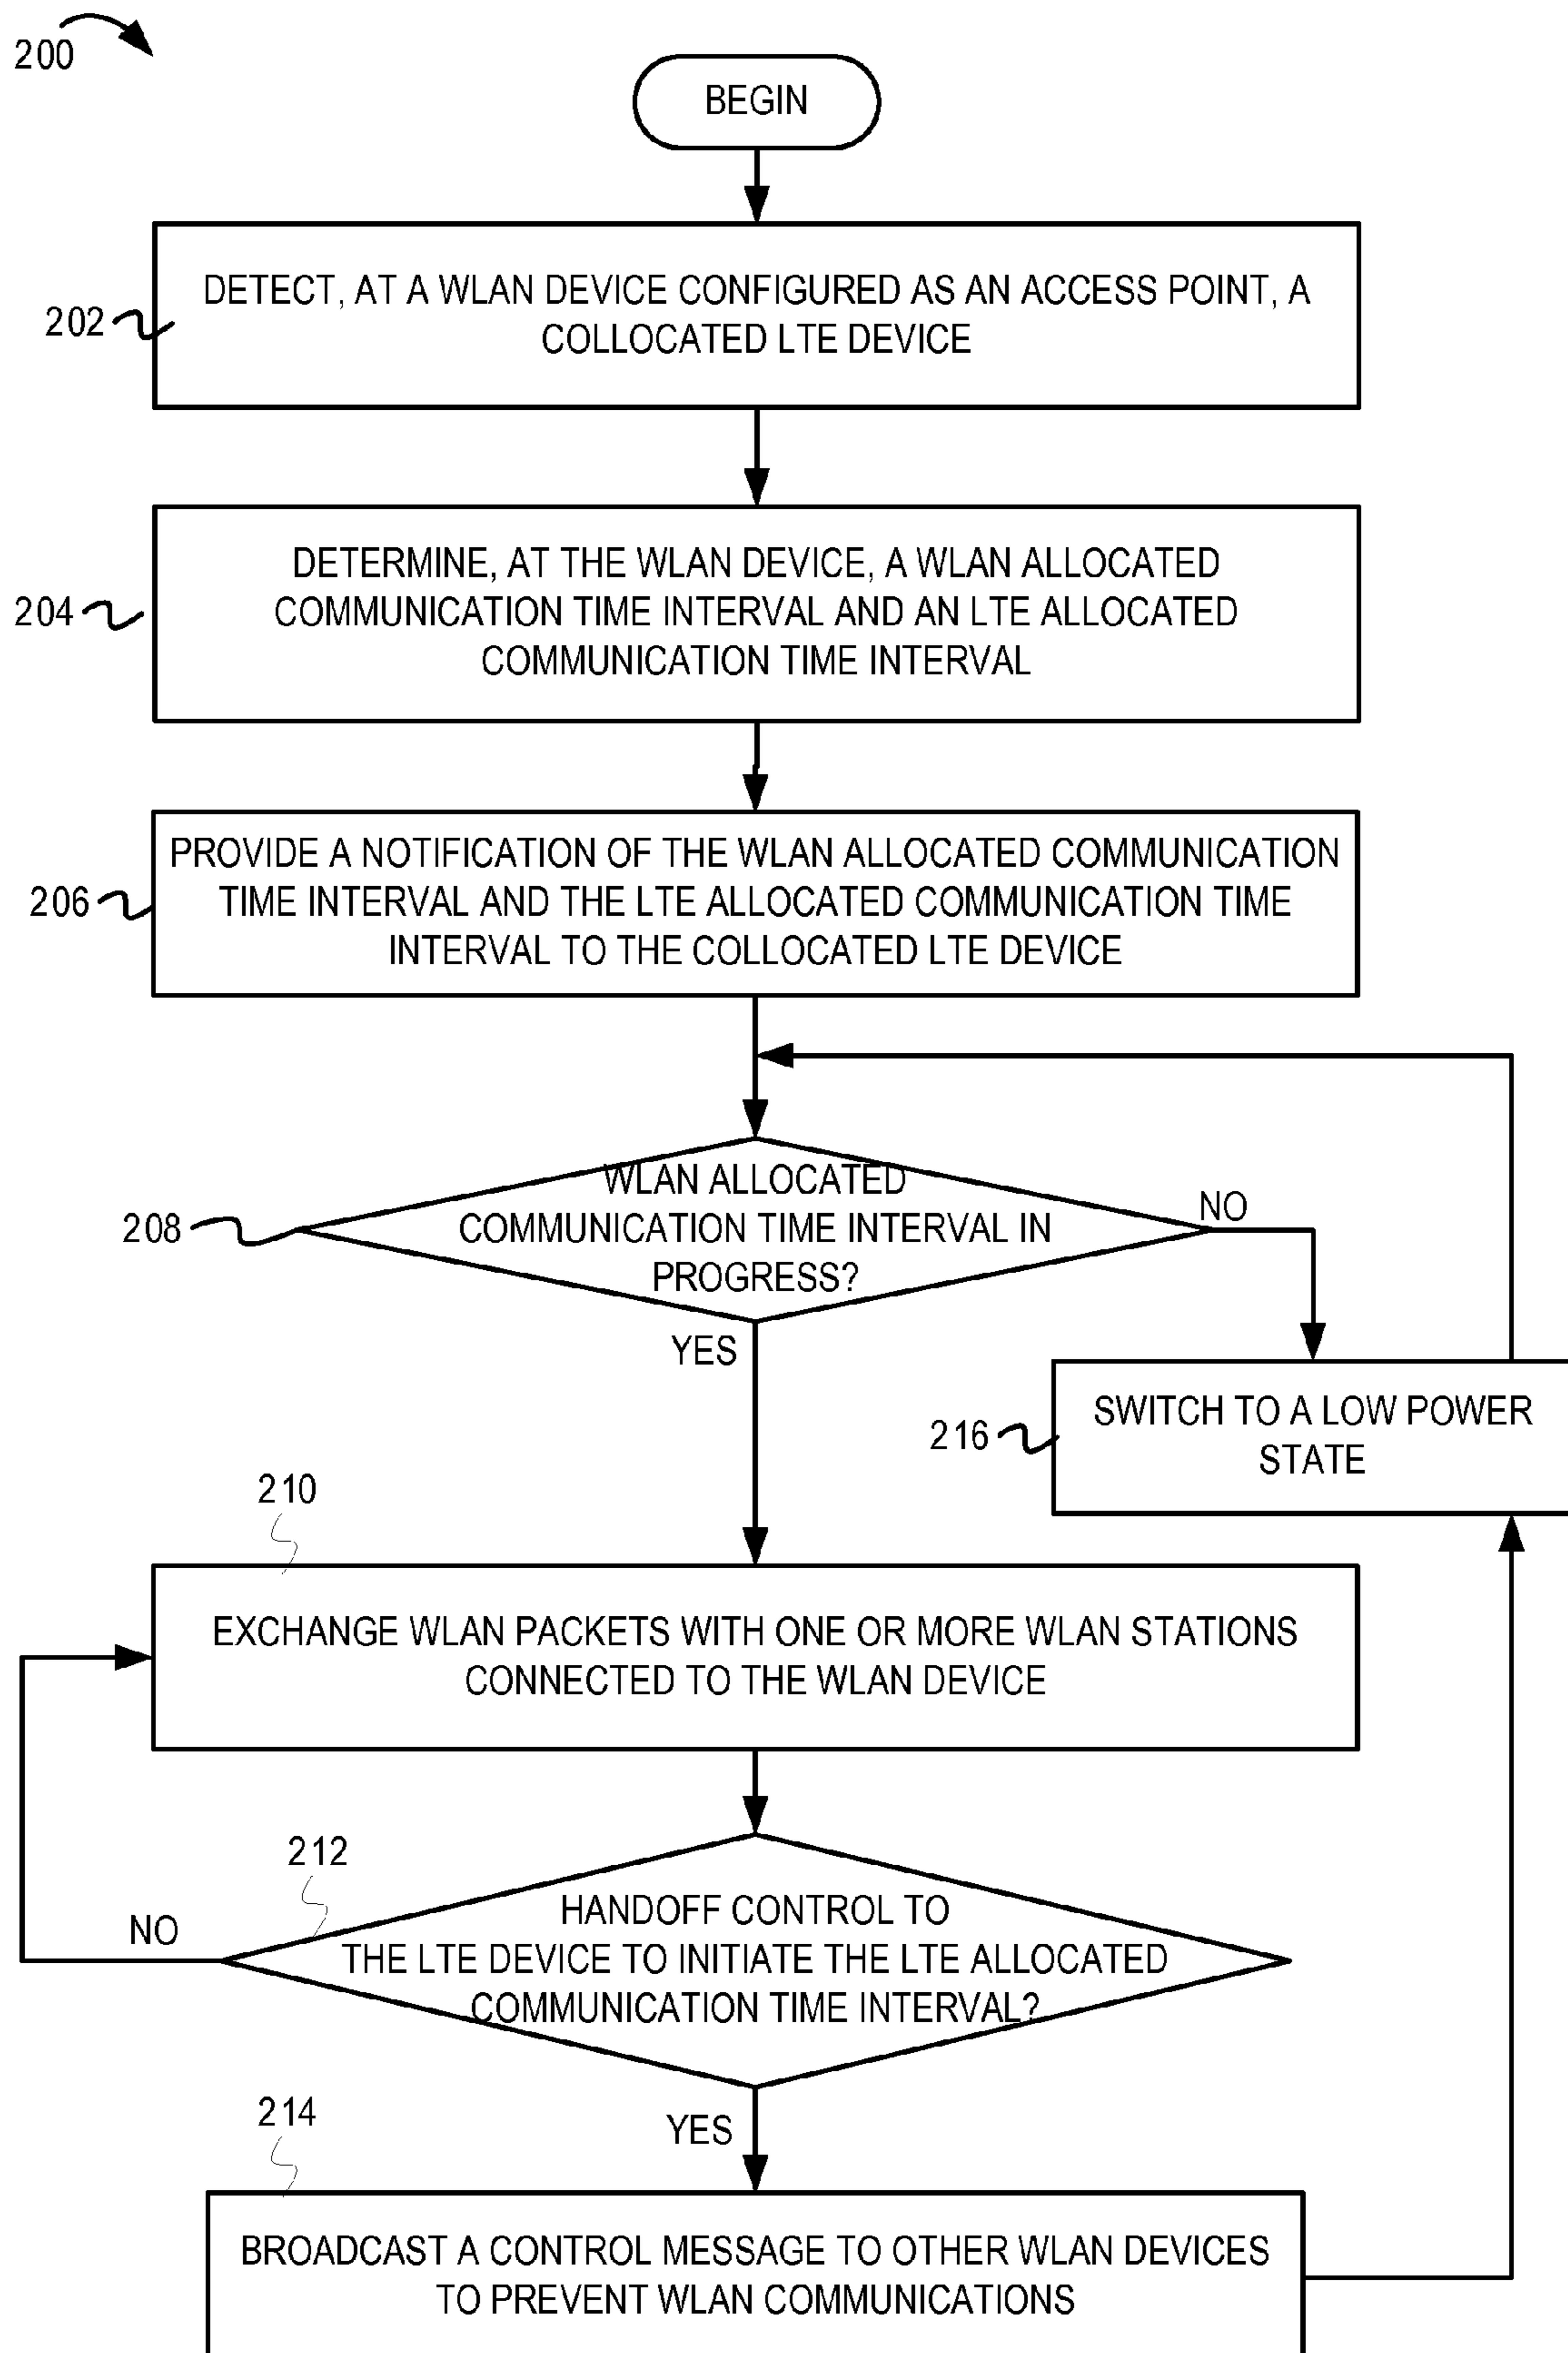 200
BEGIN
202
DETECT, AT A WLAN DEVICE CONFIGURED AS AN ACCESS POINT, A
COLLOCATED LTE DEVICE
204
DETERMINE, AT THE WLAN DEVICE, A WLAN ALLOCATED
COMMUNICATION TIME INTERVAL AND AN LTE ALLOCATED
COMMUNICATION TIME INTERVAL
206
PROVIDE A NOTIFICATION OF THE WLAN ALLOCATED COMMUNICATION
TIME INTERVAL AND THE LTE ALLOCATED COMMUNICATION TIME
INTERVAL TO THE COLLOCATED LTE DEVICE
208
WLAN ALLOCATED
COMMUNICATION TIME INTERVAL IN
PROGRESS?
NO
YES
216
SWITCH TO A LOW POWER
STATE
210
EXCHANGE WLAN PACKETS WITH ONE OR MORE WLAN STATIONS
CONNECTED TO THE WLAN DEVICE
212
HANDOFF CONTROL TO
THE LTE DEVICE TO INITIATE THE LTE ALLOCATED
COMMUNICATION TIME INTERVAL?
NO
YES
214
BROADCAST A CONTROL MESSAGE TO OTHER WLAN DEVICES
TO PREVENT WLAN COMMUNICATIONS